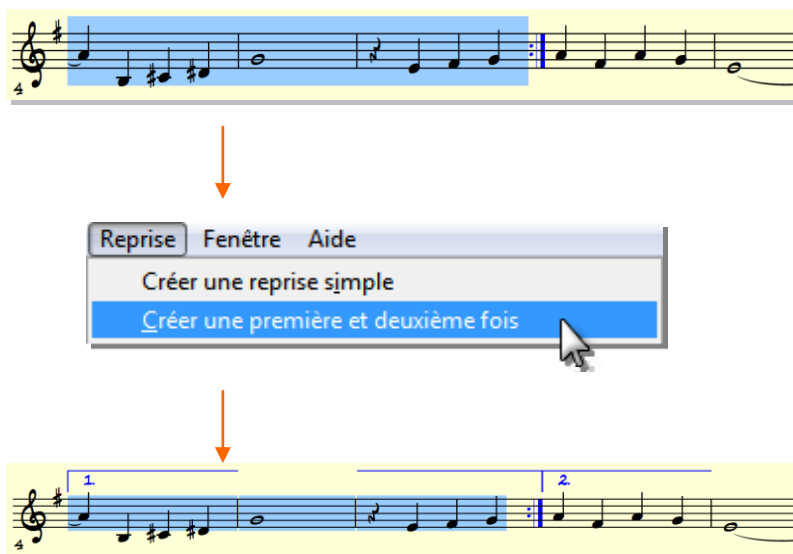 4
Reprise Fenêtre Aide
Créer une reprise simple
Créer une première et deuxième fois
1. 2.
4